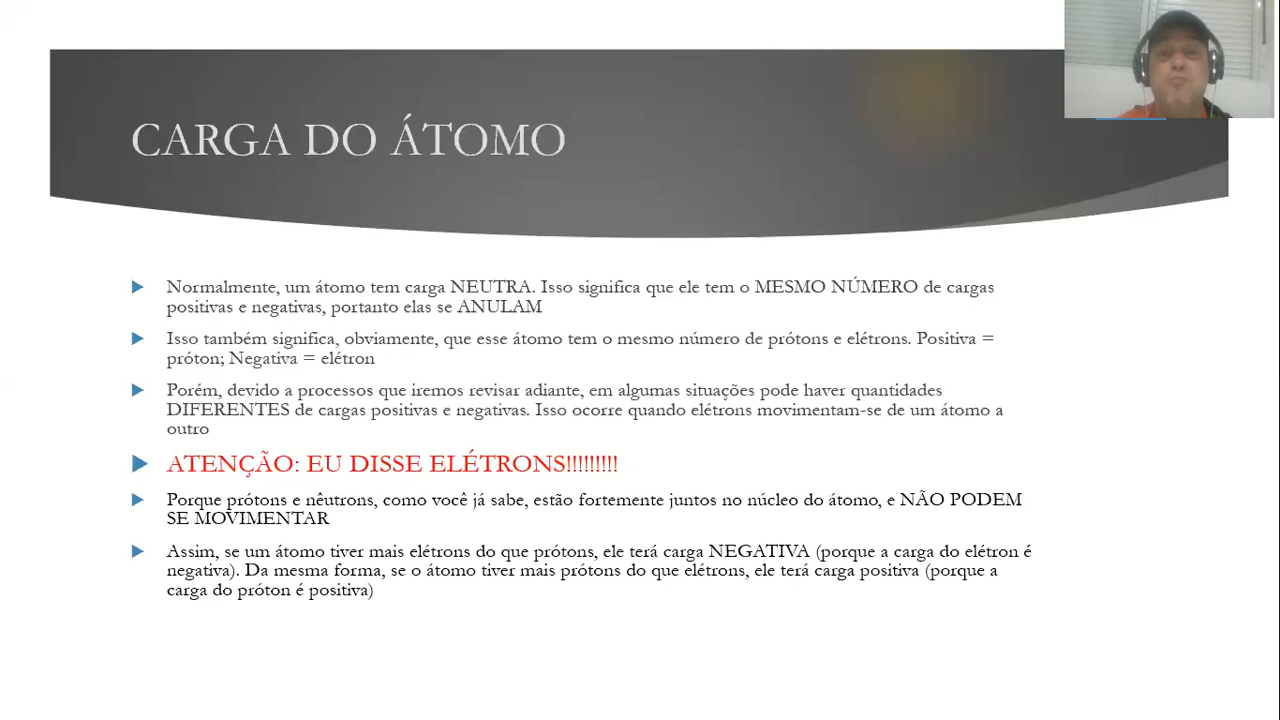 CARGA DO ÁTOMO
Normalmente, um átomo tem carga NEUTRA. Isso significa que ele tem o MESMO NÚMERO de cargas
positivas e negativas, portanto elas se ANULAM
Isso também significa, obviamente, que esse átomo tem o mesmo número de prótons e elétrons. Positiva =
próton; Negativa = elétron
Porém, devido a processos que iremos revisar adiante, em algumas situações pode haver quantidades
DIFERENTES de cargas positivas e negativas. Isso ocorre quando elétrons movimentam-se de um átomo a
outro
ATENÇÃO: EU DISSE ELÉTRONS!!!!!!!!!
Porque prótons e nêutrons, como você já sabe, estão fortemente juntos no núcleo do átomo, e NÃO PODEM
SE MOVIMENTAR
Assim, se um átomo tiver mais elétrons do que prótons, ele terá carga NEGATIVA (porque a carga do elétron é
negativa). Da mesma forma, se o átomo tiver mais prótons do que elétrons, ele terá carga positiva (porque a
carga do próton é positiva)